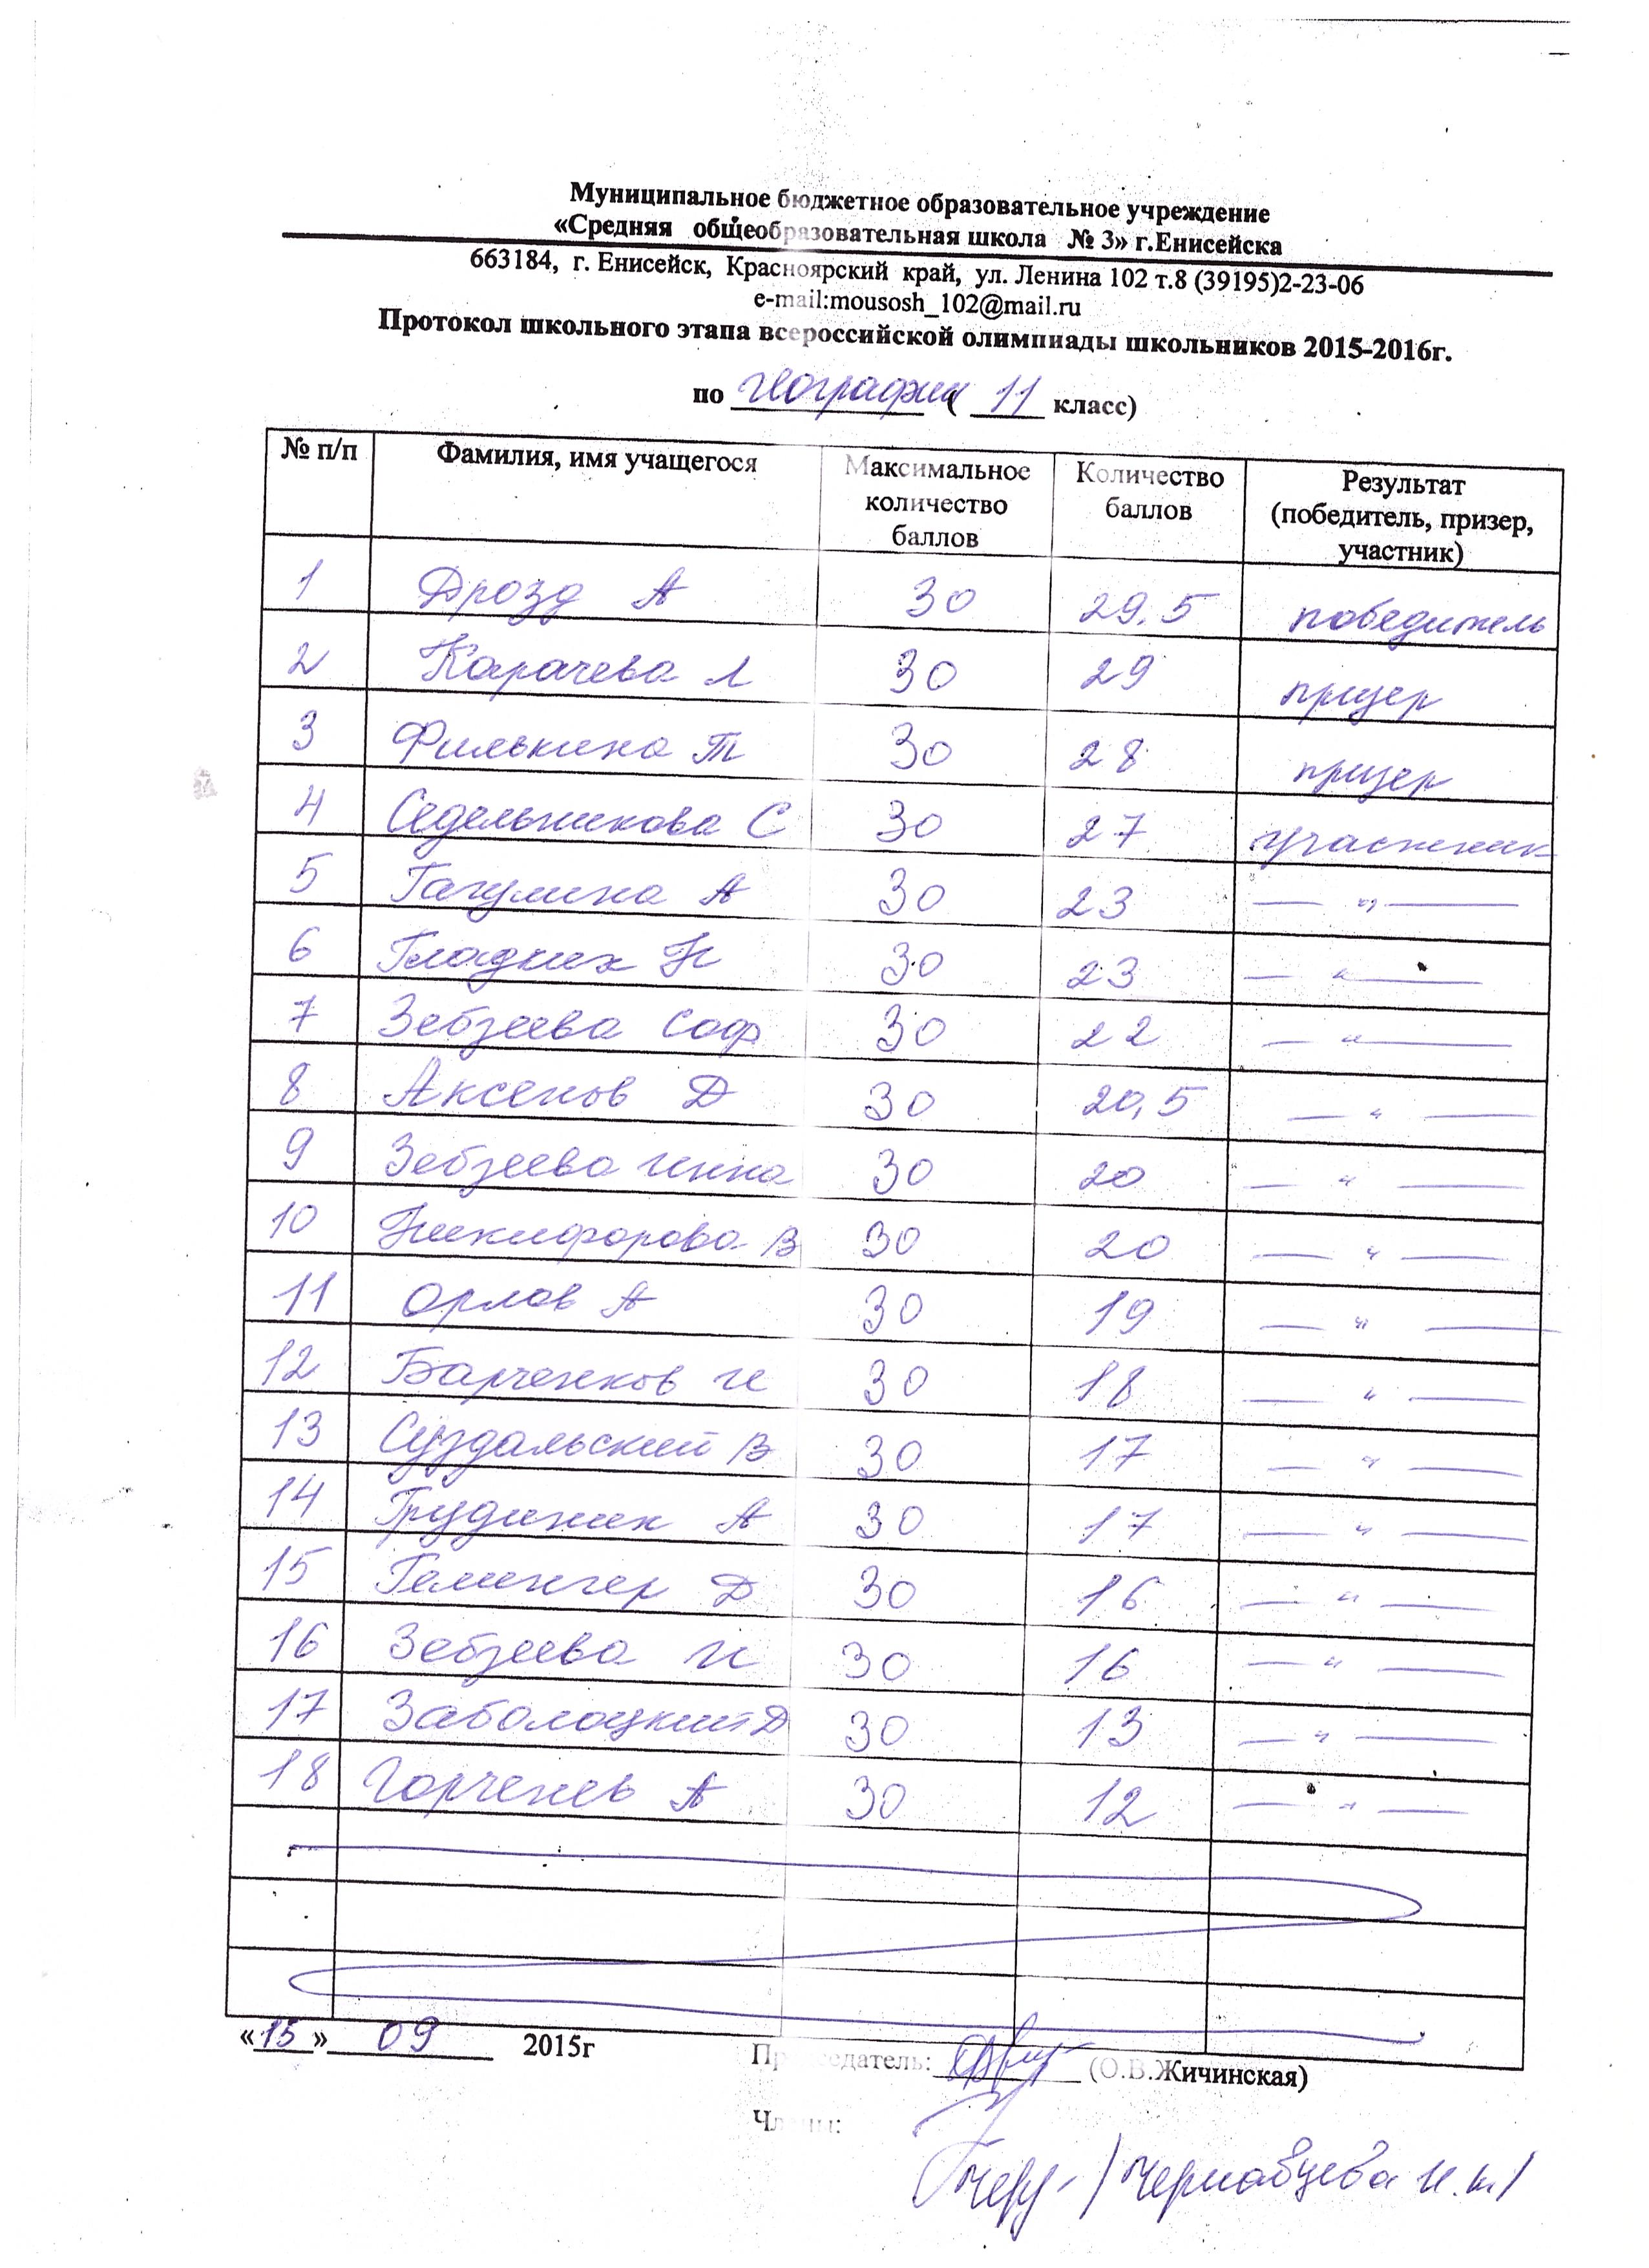 Муниципальное бюджетное образовательное учреждение
«Средняя общеобразовательная школа № 3» г.Енисейска
663184, г. Енисейск, Красноярский край, ул. Ленина 102 т.8 (39195)2-23-06
e-mail:mousosh_102@mail.ru
Протокол школьного этапа всероссийской олимпиады школьников 2015-2016г.
по географии ( 11 класс)
№ п/п Фамилия, имя учащегося Максимальное количество баллов Количество баллов Результат (победитель, призер, участник)
1 Дрозд А 30 29,5 победитель
2 Карачева Л 30 29 призер
3 Филькина Т 30 28 призер
4 Седельникова С 30 27 участник
5 Гагулина А 30 23 — " —
6 Гладких Н 30 23 — " —
7 Зебзеева Соф 30 22 — " —
8 Аксенов Д 30 20,5 — " —
9 Зебзеева Инна 30 20 — " —
10 Никифорова В 30 20 — " —
11 Орлов А 30 19 — " —
12 Барченков И 30 18 — " —
13 Суздальский В 30 17 — " —
14 Грудинин А 30 17 — " —
15 Гемингер Д 30 16 — " —
16 Зебзеева И 30 16 — " —
17 Заболоцкий Д 30 13 — " —
18 Горченев А 30 12 — " —
«15» 09 2015г Председатель: (О.В.Жичинская)
Члены:
/Чернавцева И.